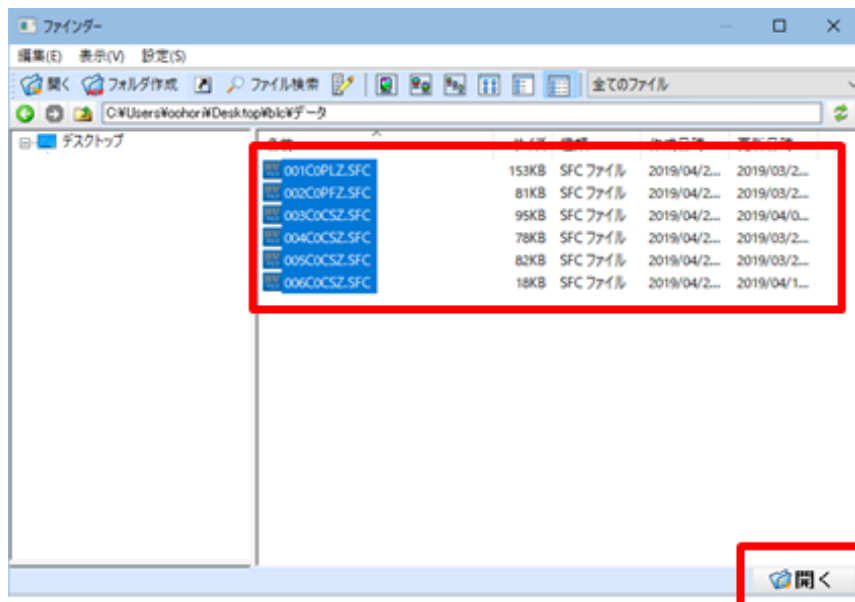 ファインダー
編集(E) 表示(V) 設定(S)
開く フォルダ作成 ファイル検索 全てのファイル
C:¥Users¥oohori¥Desktop¥blc¥データ
デスクトップ
001C0PLZ.SFC 153KB SFC ファイル 2019/04/2... 2019/03/2...
002C0PFZ.SFC 81KB SFC ファイル 2019/04/2... 2019/03/2...
003C0CSZ.SFC 95KB SFC ファイル 2019/04/2... 2019/04/0...
004C0CSZ.SFC 78KB SFC ファイル 2019/04/2... 2019/03/2...
005C0CSZ.SFC 82KB SFC ファイル 2019/04/2... 2019/03/2...
006C0CSZ.SFC 18KB SFC ファイル 2019/04/2... 2019/04/1...
開く